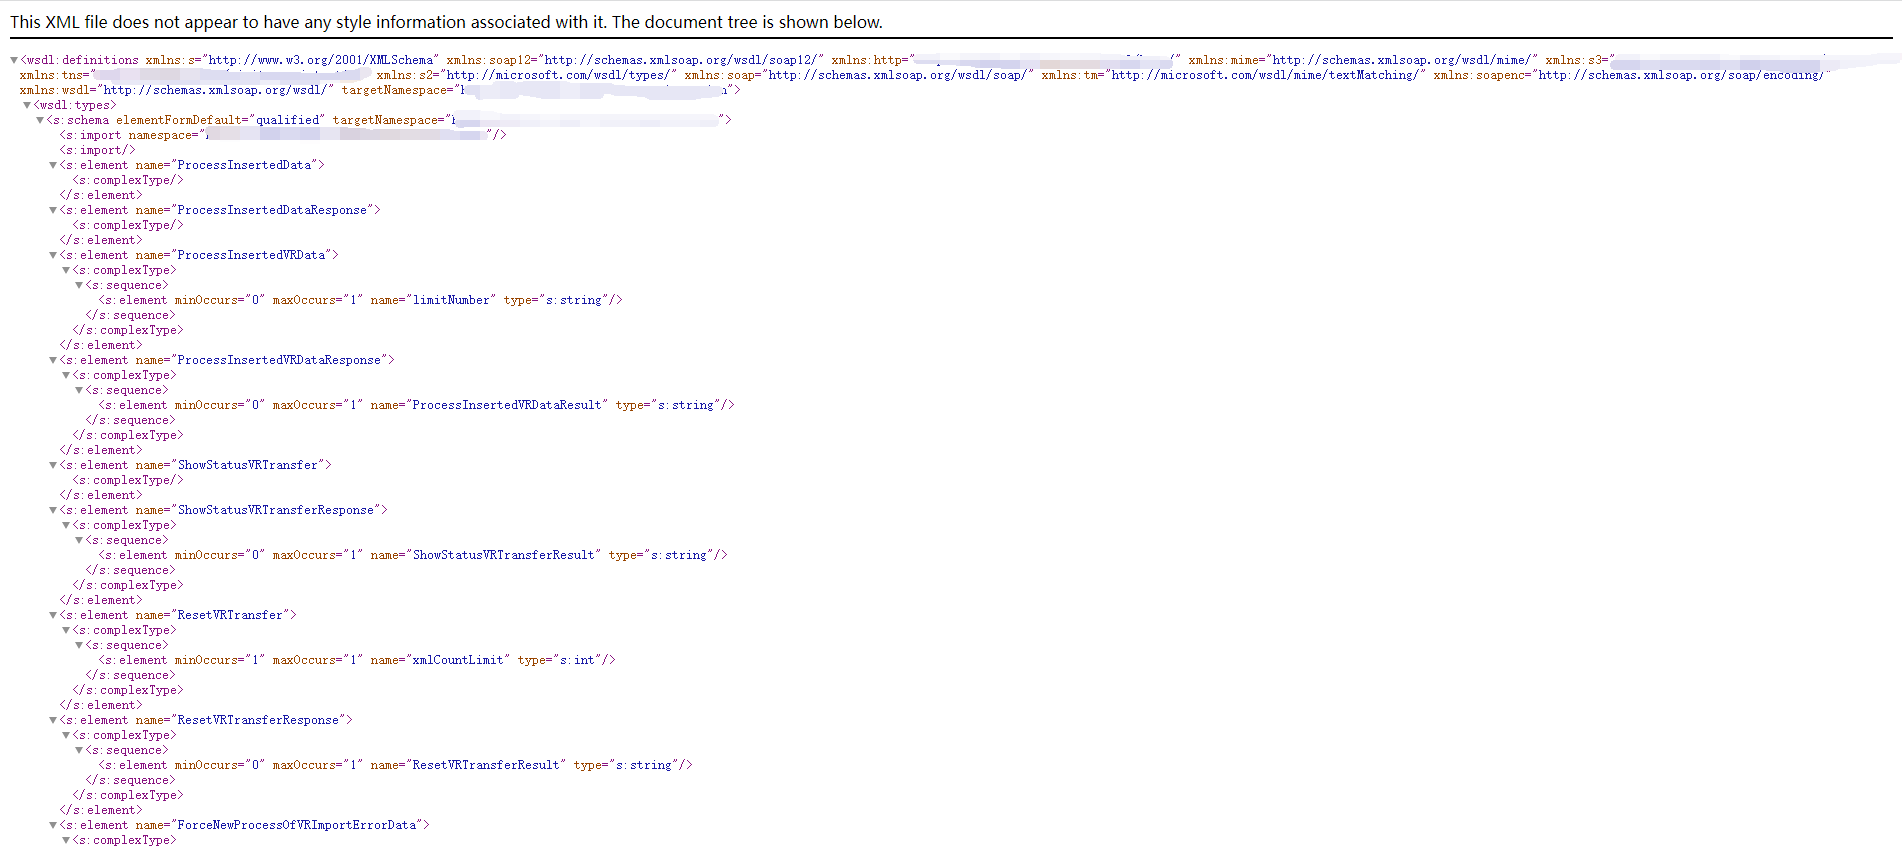 This XML file does not appear to have any style information associated with it. The document tree is shown below.
<wsdl:definitions xmlns:s="http://www.w3.org/2001/XMLSchema" xmlns:soap12="http://schemas.xmlsoap.org/wsdl/soap12/" xmlns:http=" /" xmlns:mime="http://schemas.xmlsoap.org/wsdl/mime/" xmlns:s3=
xmlns:tns= xmlns:s2="http://microsoft.com/wsdl/types/" xmlns:soap="http://schemas.xmlsoap.org/wsdl/soap/" xmlns:tm="http://microsoft.com/wsdl/mime/textMatching/" xmlns:soapenc="http://schemas.xmlsoap.org/soap/encoding/"
xmlns:wsdl="http://schemas.xmlsoap.org/wsdl/" targetNamespace=" ">
<wsdl:types>
<s:schema elementFormDefault="qualified" targetNamespace=" ">
<s:import namespace=" "/>
<s:import/>
<s:element name="ProcessInsertedData">
<s:complexType/>
</s:element>
<s:element name="ProcessInsertedDataResponse">
<s:complexType/>
</s:element>
<s:element name="ProcessInsertedVRData">
<s:complexType>
<s:sequence>
<s:element minOccurs="0" maxOccurs="1" name="limitNumber" type="s:string"/>
</s:sequence>
</s:complexType>
</s:element>
<s:element name="ProcessInsertedVRDataResponse">
<s:complexType>
<s:sequence>
<s:element minOccurs="0" maxOccurs="1" name="ProcessInsertedVRDataResult" type="s:string"/>
</s:sequence>
</s:complexType>
</s:element>
<s:element name="ShowStatusVRTransfer">
<s:complexType/>
</s:element>
<s:element name="ShowStatusVRTransferResponse">
<s:complexType>
<s:sequence>
<s:element minOccurs="0" maxOccurs="1" name="ShowStatusVRTransferResult" type="s:string"/>
</s:sequence>
</s:complexType>
</s:element>
<s:element name="ResetVRTransfer">
<s:complexType>
<s:sequence>
<s:element minOccurs="1" maxOccurs="1" name="xmlCountLimit" type="s:int"/>
</s:sequence>
</s:complexType>
</s:element>
<s:element name="ResetVRTransferResponse">
<s:complexType>
<s:sequence>
<s:element minOccurs="0" maxOccurs="1" name="ResetVRTransferResult" type="s:string"/>
</s:sequence>
</s:complexType>
</s:element>
<s:element name="ForceNewProcessOfVRImportErrorData">
<s:complexType>